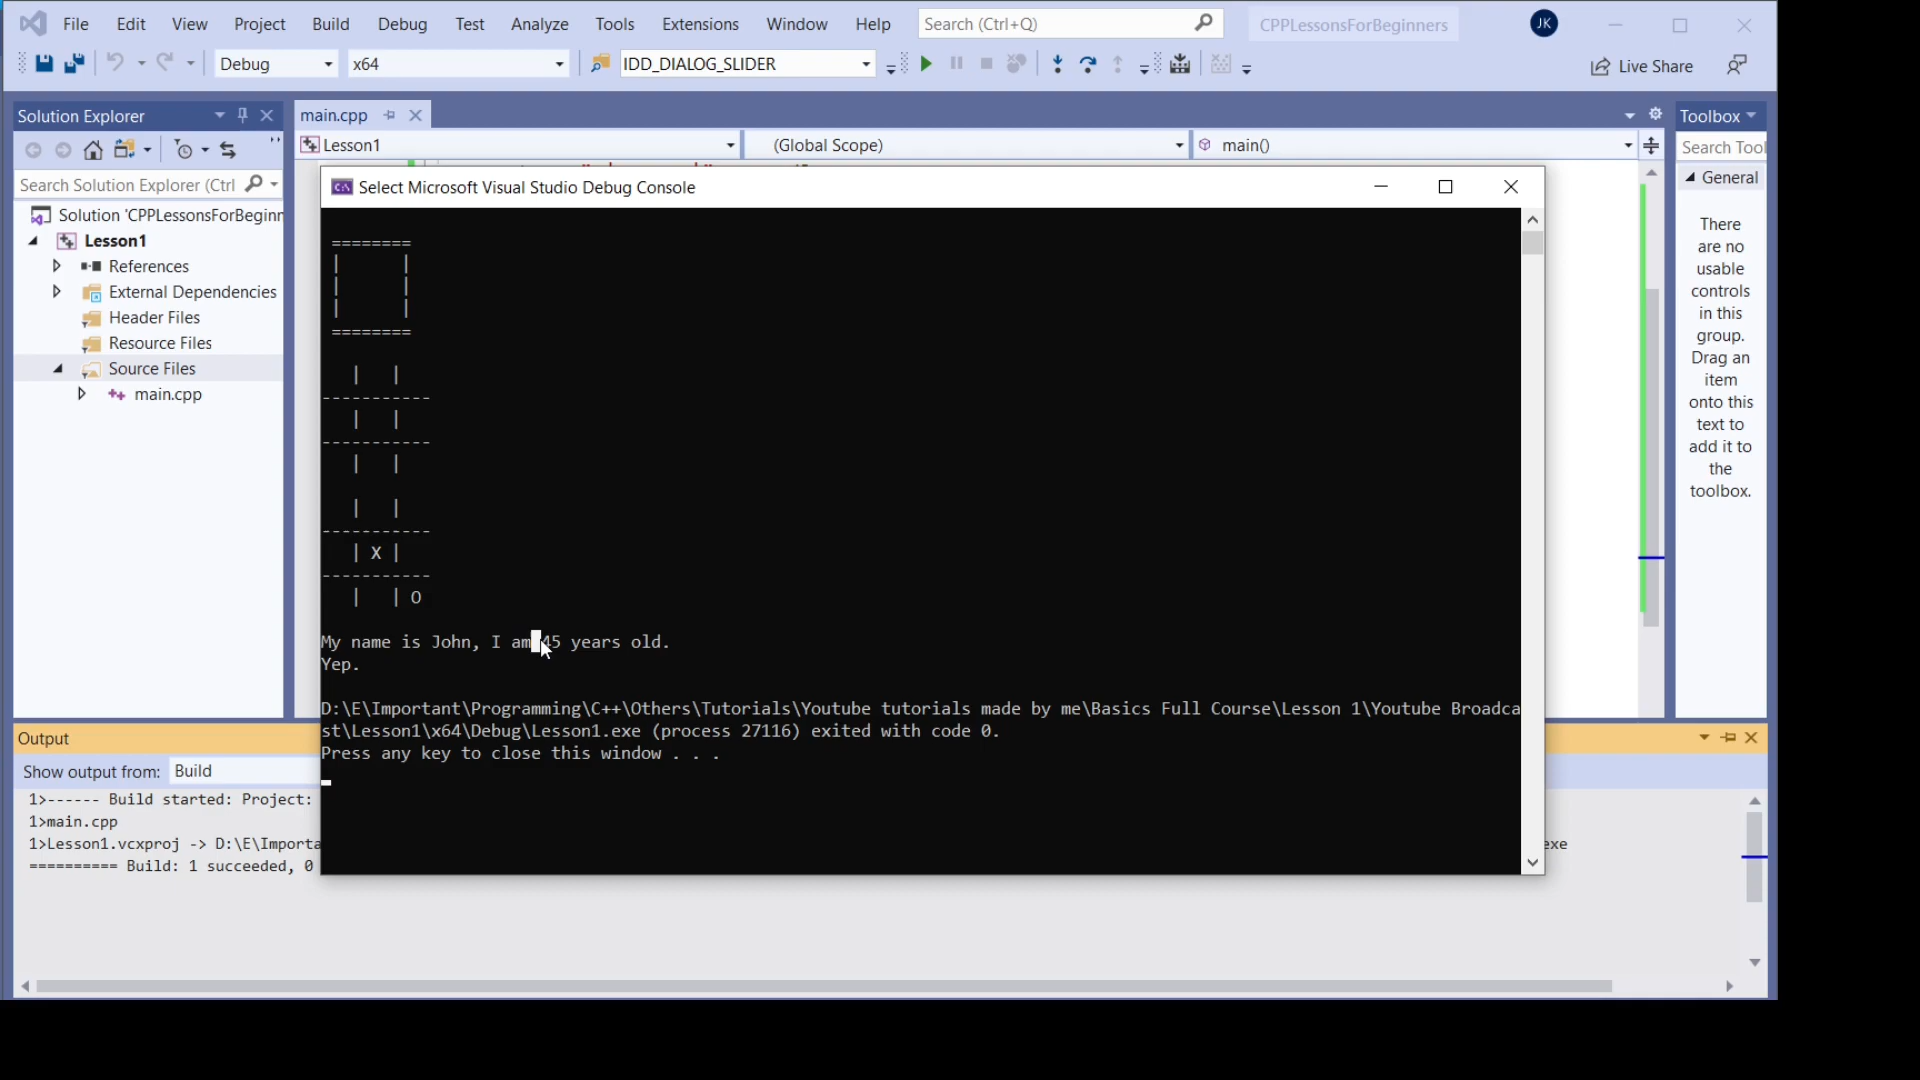 File Edit View Project Build Debug Test Analyze Tools Extensions Window Help Search (Ctrl+Q) CPPLessonsForBeginners JK
Debug x64 IDD_DIALOG_SLIDER Live Share
Solution Explorer
main.cpp
Toolbox
Lesson1 (Global Scope) main()
Search Tool
Search Solution Explorer (Ctrl
General
Solution 'CPPLessonsForBeginn
Lesson1
References
External Dependencies
Header Files
Resource Files
Source Files
main.cpp
There
are no
usable
controls
in this
group.
Drag an
item
onto this
text to
add it to
the
toolbox.
Select Microsoft Visual Studio Debug Console
========
|      |
|      |
|      |
========
|   |
-----------
|   |
-----------
|   |
|   |
-----------
| X |
-----------
|   | O
My name is John, I am 45 years old.
Yep.
D:\E\Important\Programming\C++\Others\Tutorials\Youtube tutorials made by me\Basics Full Course\Lesson 1\Youtube Broadca
st\Lesson1\x64\Debug\Lesson1.exe (process 27116) exited with code 0.
Press any key to close this window . . .
Output
Show output from: Build
1>------ Build started: Project:
1>main.cpp
1>Lesson1.vcxproj -> D:\E\Importa
exe
========== Build: 1 succeeded, 0